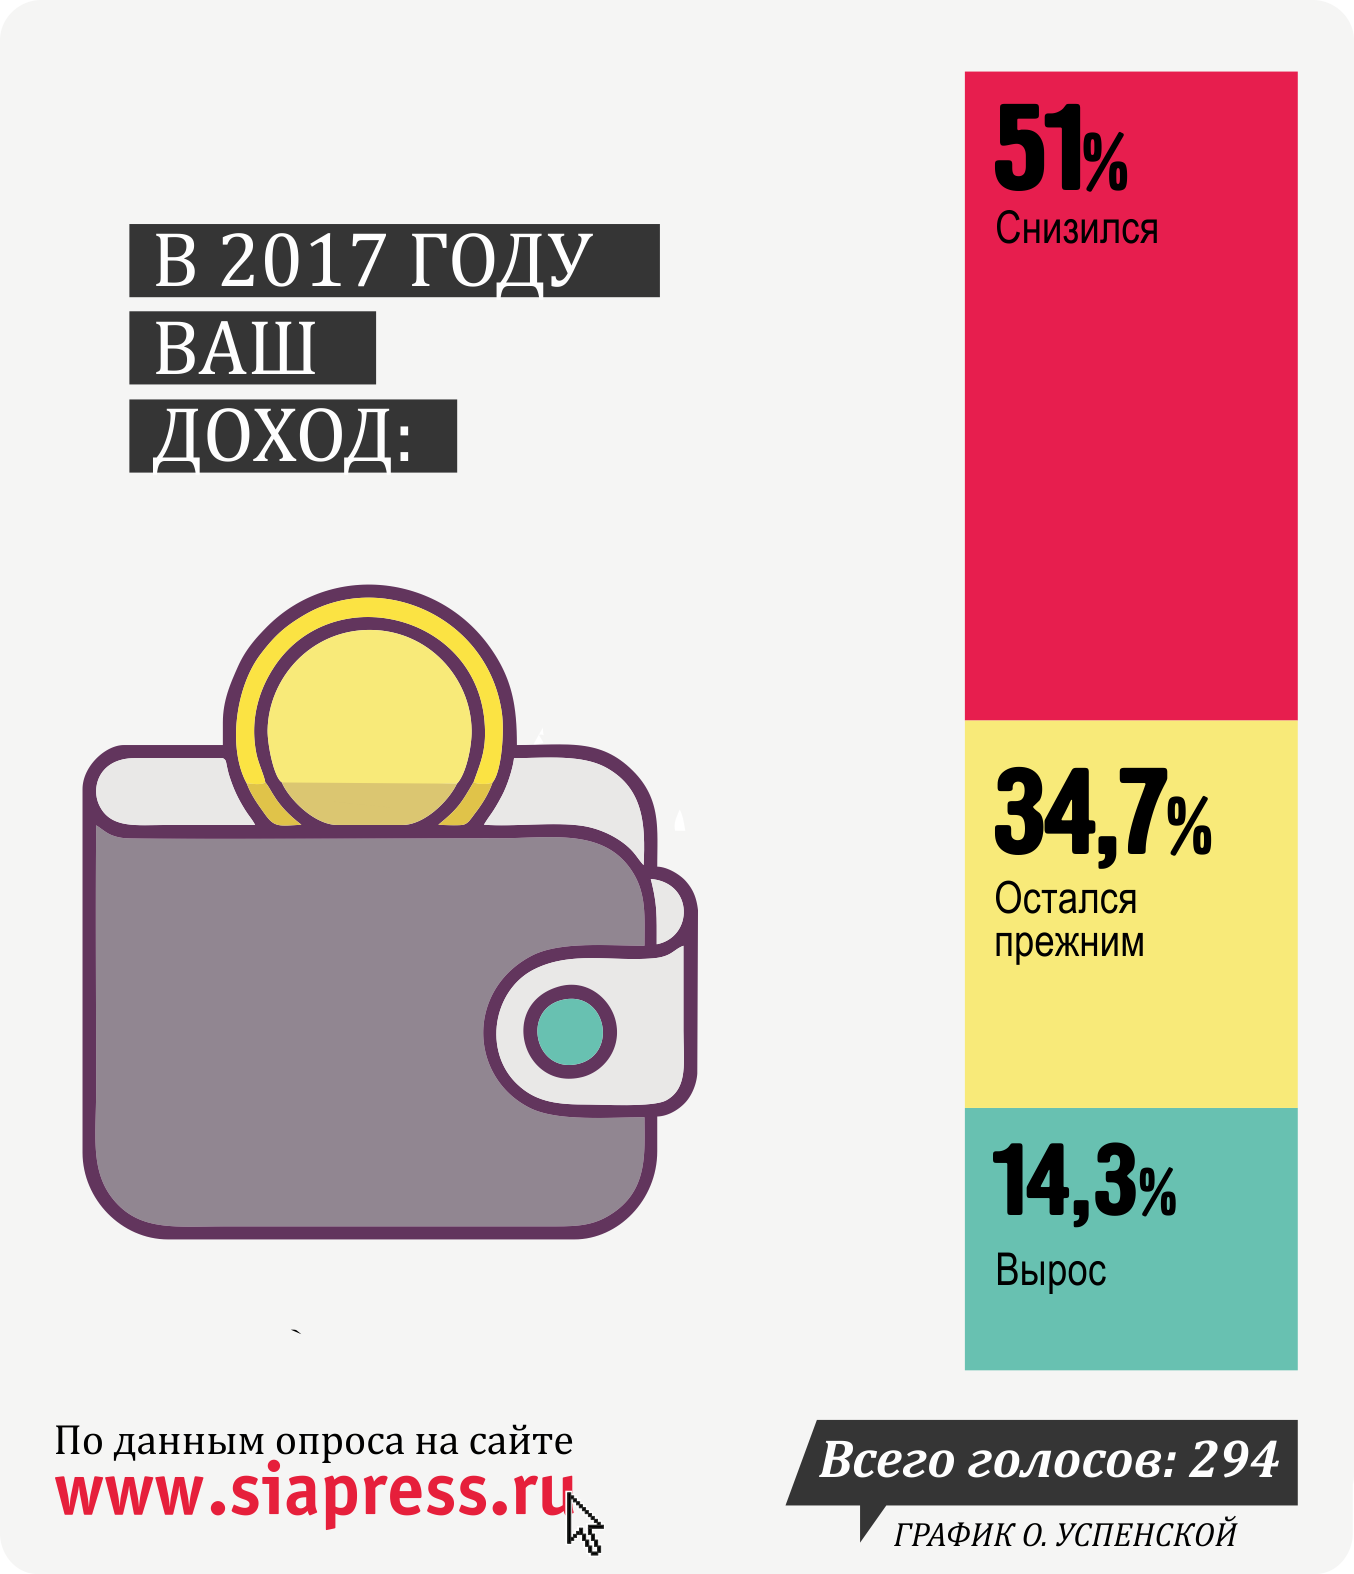 В 2017 ГОДУ
ВАШ
ДОХОД:
51%
Снизился
34,7%
Остался
прежним
14,3%
Вырос
По данным опроса на сайте
www.siapress.ru
Всего голосов: 294
ГРАФИК О. УСПЕНСКОЙ